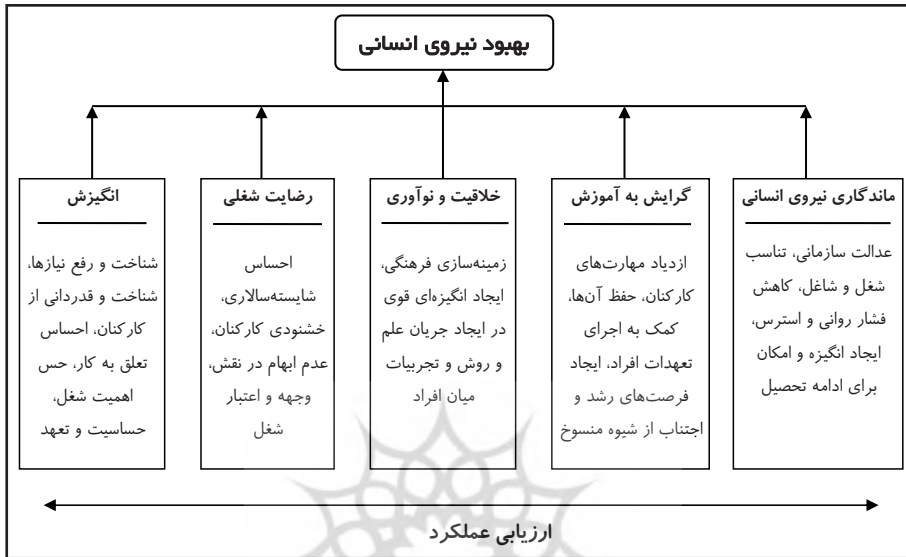 بهبود نیروی انسانی
ماندگاری نیروی انسانی
عدالت سازمانی، تناسب
شغل و شاغل، کاهش
فشار روانی و استرس،
ایجاد انگیزه و امکان
برای ادامه تحصیل
گرایش به آموزش
ازدیاد مهارت‌های
کارکنان، حفظ آن‌ها،
کمک به اجرای
تعهدات افراد، ایجاد
فرصت‌های رشد و
اجتناب از شیوه منسوخ
خلاقیت و نوآوری
زمینه‌سازی فرهنگی،
ایجاد انگیزه‌ای قوی
در ایجاد جریان علم
و روش و تجربیات
میان افراد
رضایت شغلی
احساس
شایسته‌سالاری،
خشنودی کارکنان،
عدم ابهام در نقش،
وجهه و اعتبار
شغل
انگیزش
شناخت و رفع نیازها،
شناخت و قدردانی از
کارکنان، احساس
تعلق به کار، حس
اهمیت شغل،
حساسیت و تعهد
ارزیابی عملکرد